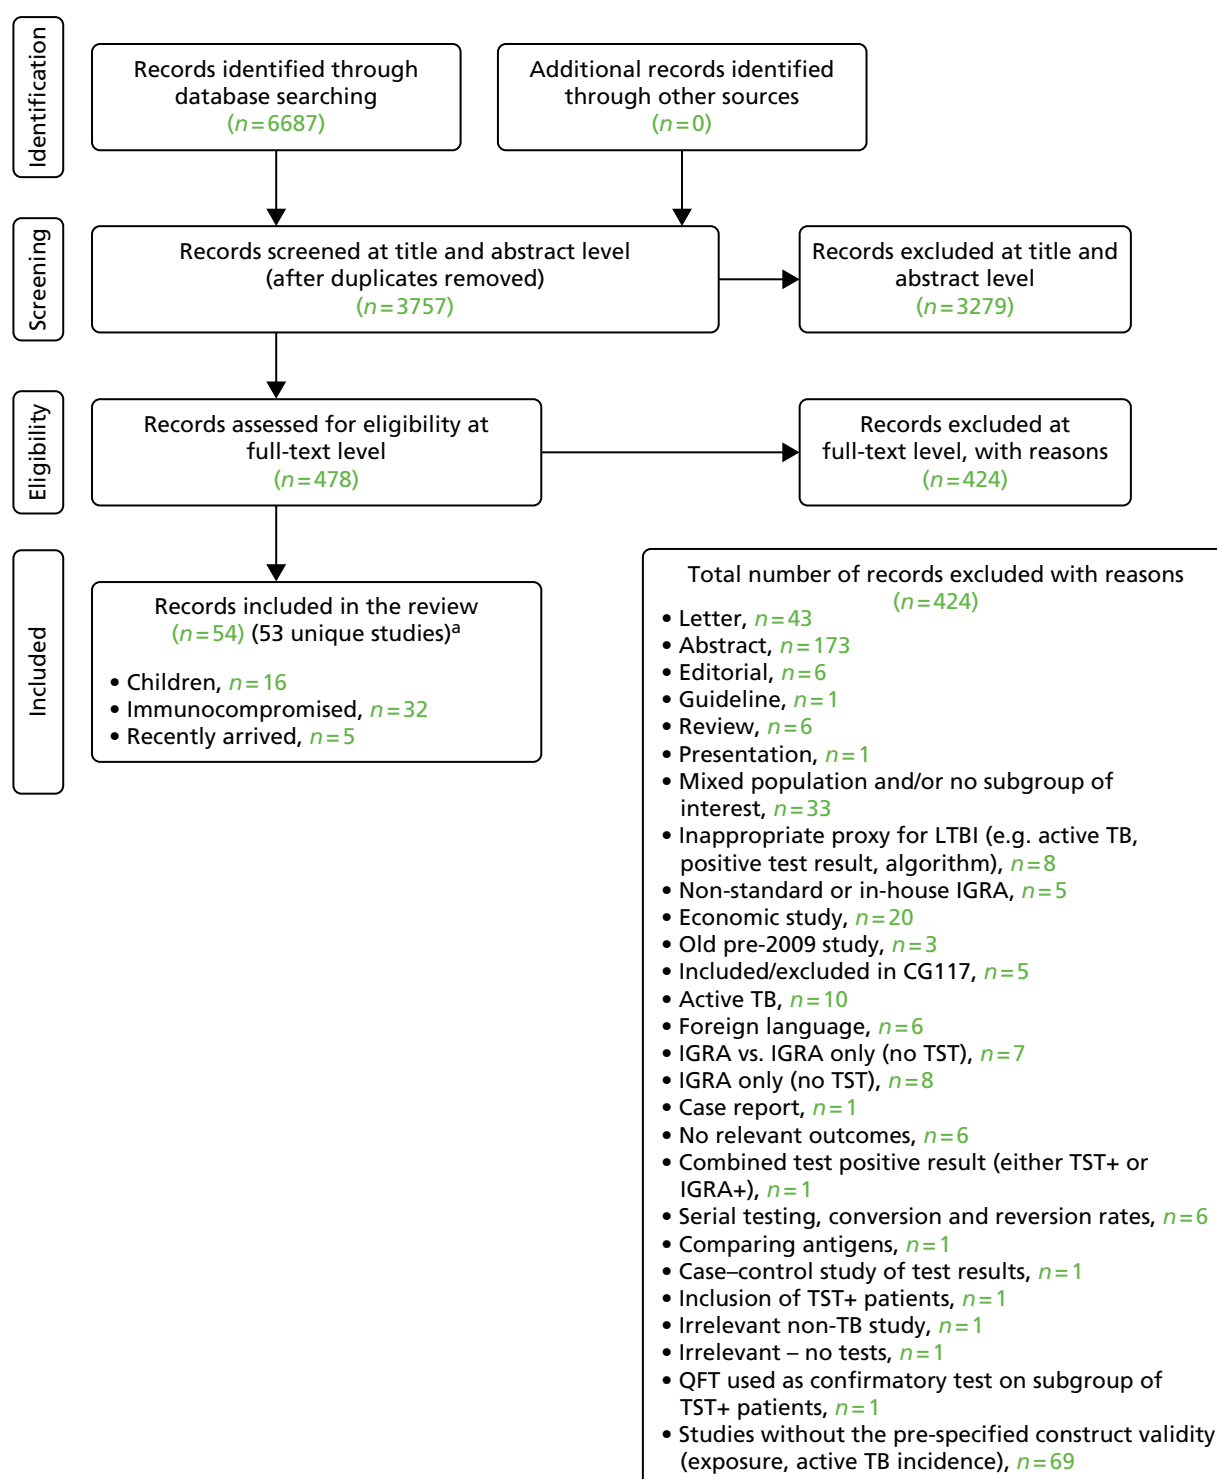 Identification
Records identified through
database searching
(n=6687)
Additional records identified
through other sources
(n=0)
Screening
Records screened at title and abstract level
(after duplicates removed)
(n=3757)
Records excluded at title and
abstract level
(n=3279)
Eligibility
Records assessed for eligibility at
full-text level
(n=478)
Records excluded at
full-text level, with reasons
(n=424)
Included
Records included in the review
(n=54) (53 unique studies)a
• Children, n=16
• Immunocompromised, n=32
• Recently arrived, n=5
Total number of records excluded with reasons
(n=424)
• Letter, n=43
• Abstract, n=173
• Editorial, n=6
• Guideline, n=1
• Review, n=6
• Presentation, n=1
• Mixed population and/or no subgroup of
interest, n=33
• Inappropriate proxy for LTBI (e.g. active TB,
positive test result, algorithm), n=8
• Non-standard or in-house IGRA, n=5
• Economic study, n=20
• Old pre-2009 study, n=3
• Included/excluded in CG117, n=5
• Active TB, n=10
• Foreign language, n=6
• IGRA vs. IGRA only (no TST), n=7
• IGRA only (no TST), n=8
• Case report, n=1
• No relevant outcomes, n=6
• Combined test positive result (either TST+ or
IGRA+), n=1
• Serial testing, conversion and reversion rates, n=6
• Comparing antigens, n=1
• Case–control study of test results, n=1
• Inclusion of TST+ patients, n=1
• Irrelevant non-TB study, n=1
• Irrelevant – no tests, n=1
• QFT used as confirmatory test on subgroup of
TST+ patients, n=1
• Studies without the pre-specified construct validity
(exposure, active TB incidence), n=69